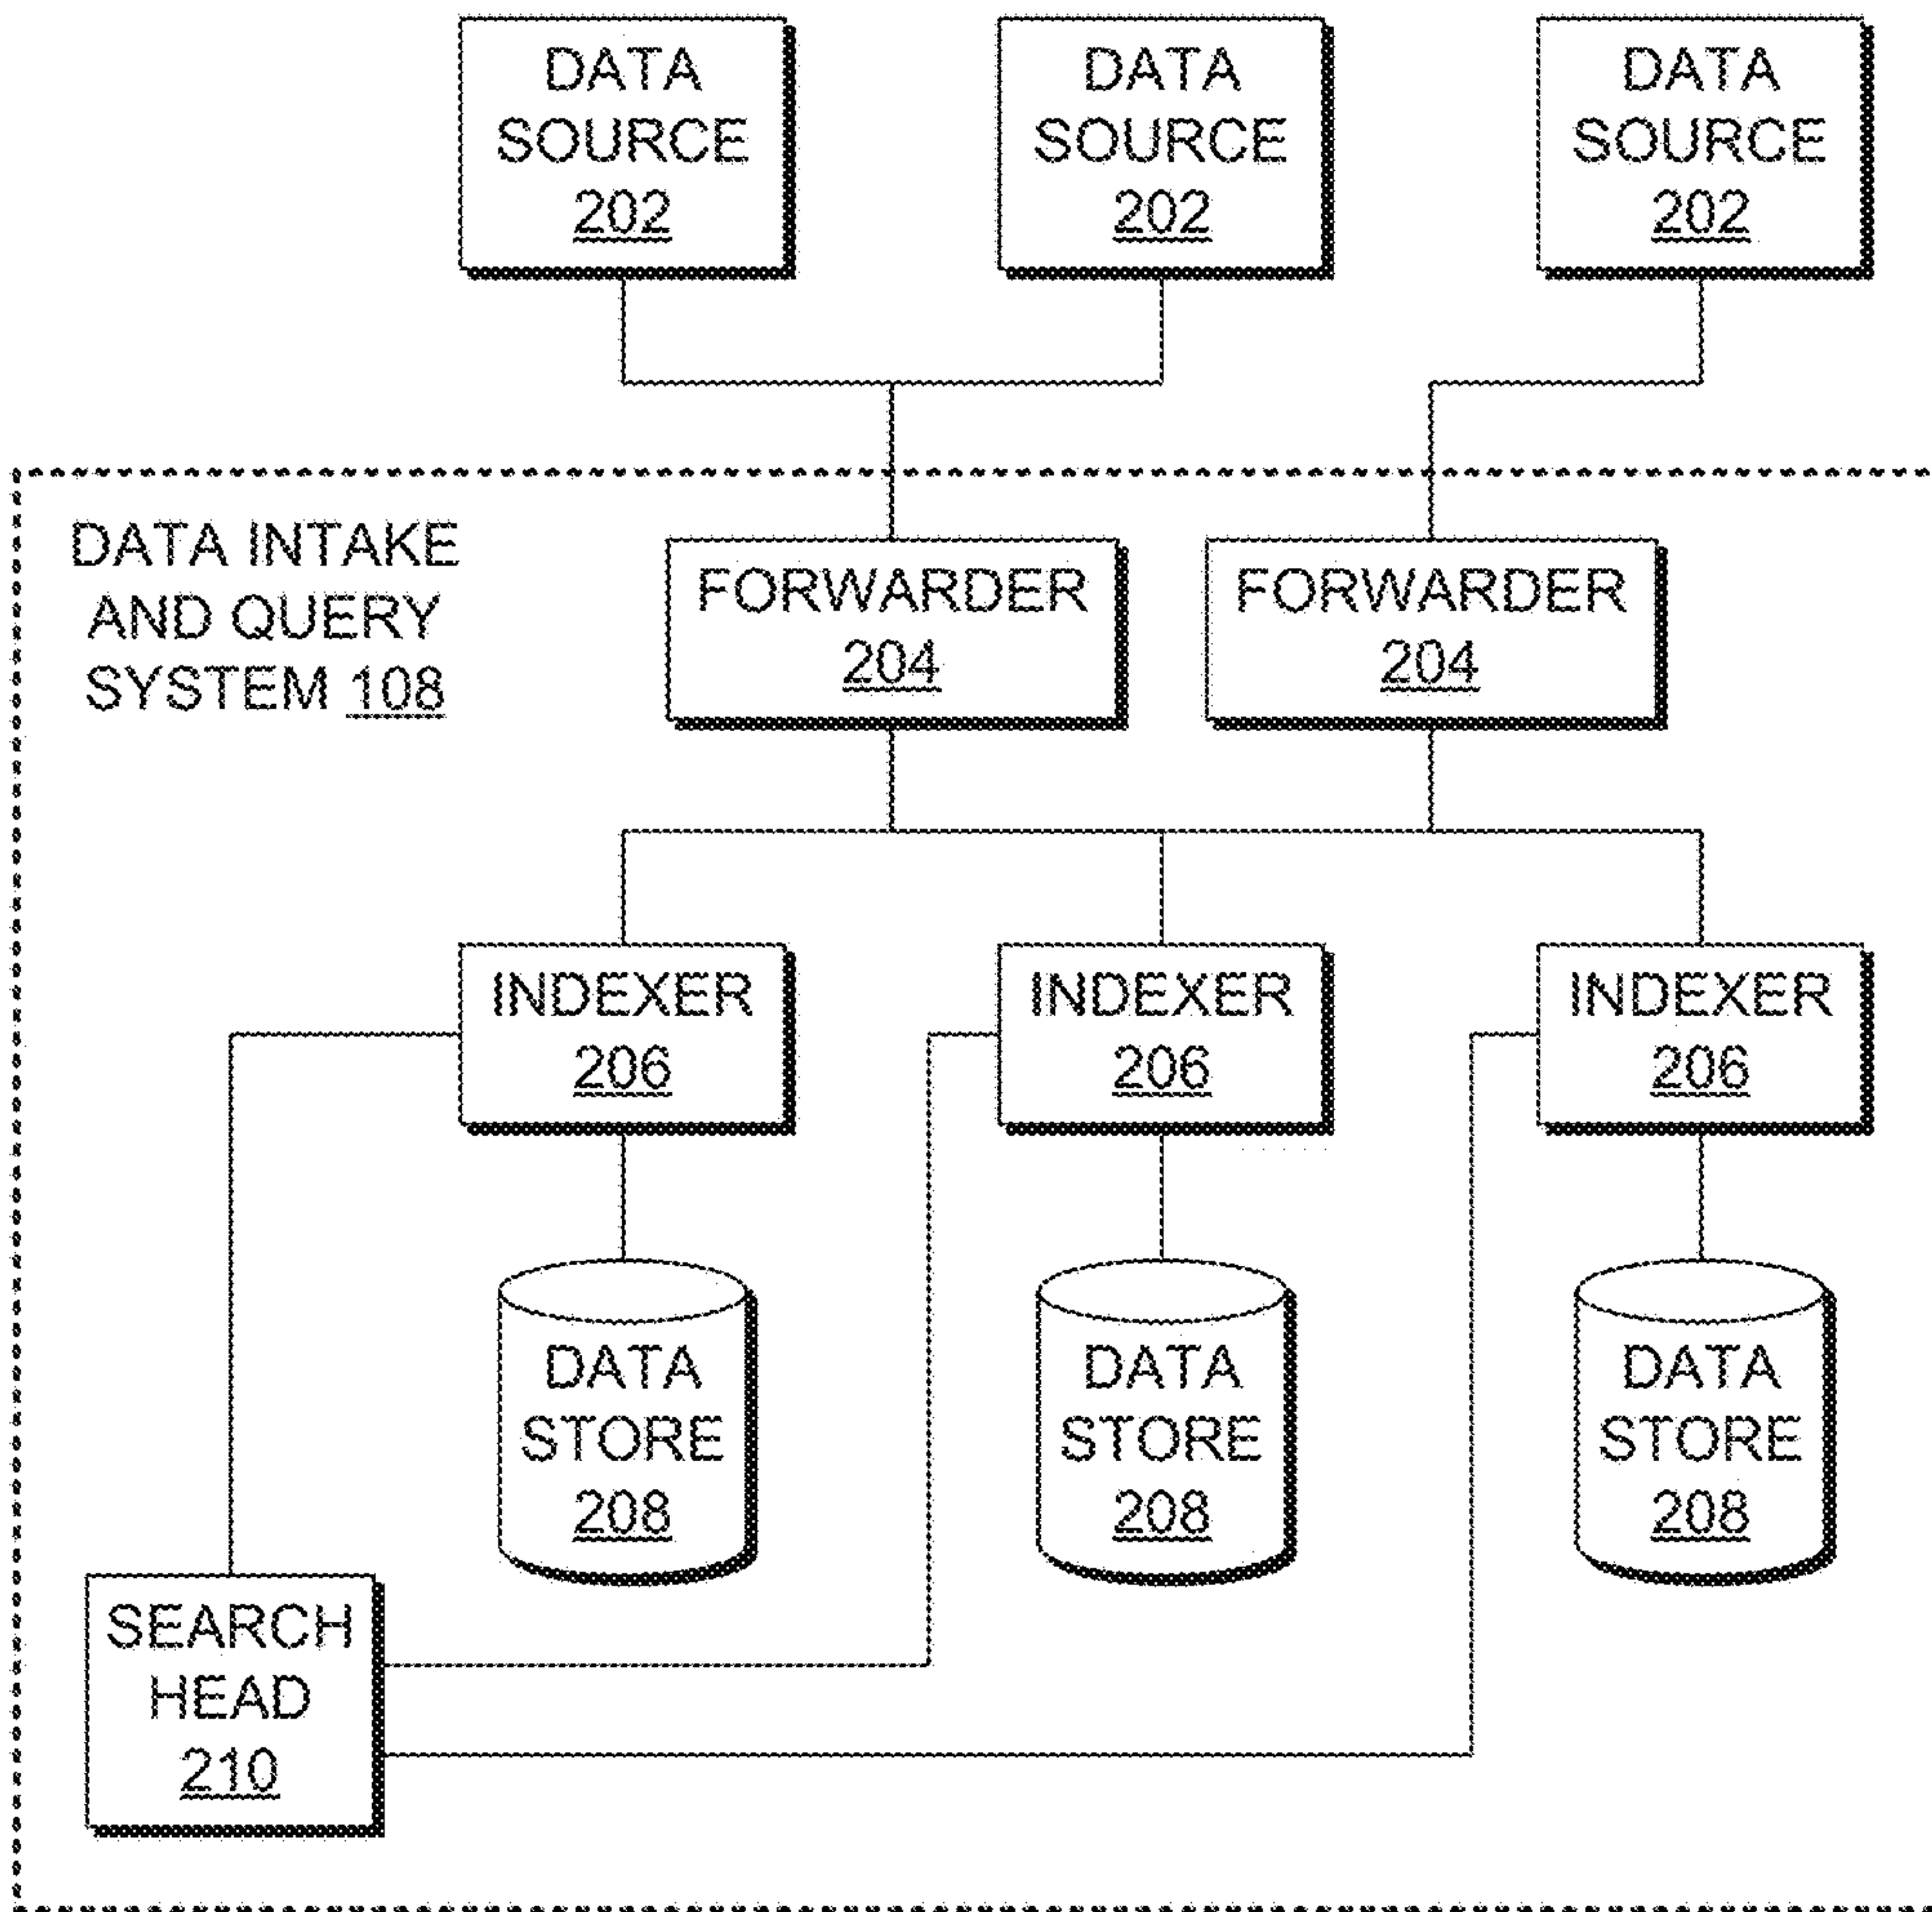 DATA
SOURCE
202
DATA
SOURCE
202
DATA
SOURCE
202
DATA INTAKE
AND QUERY
SYSTEM 108
FORWARDER
204
FORWARDER
204
INDEXER
206
INDEXER
206
INDEXER
206
DATA
STORE
208
DATA
STORE
208
DATA
STORE
208
SEARCH
HEAD
210